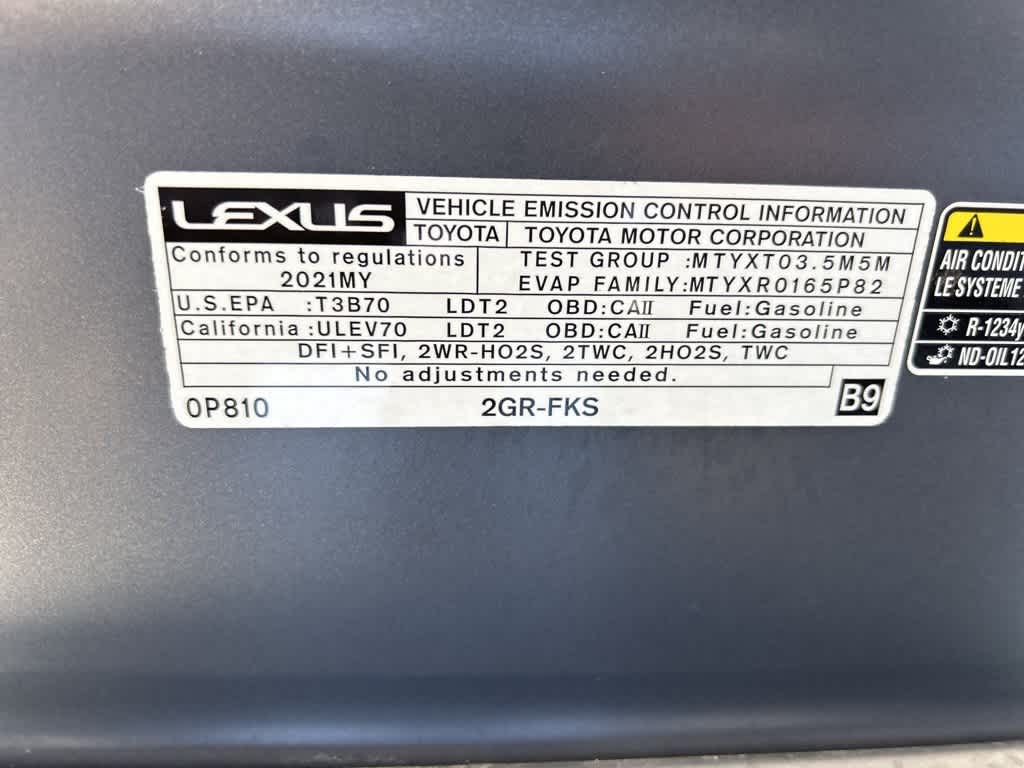 LEXUS VEHICLE EMISSION CONTROL INFORMATION
TOYOTA TOYOTA MOTOR CORPORATION
Conforms to regulations TEST GROUP :MTYXT03.5M5M
2021MY EVAP FAMILY:MTYXR0165P82
U.S.EPA :T3B70 LDT2 OBD:CAII Fuel:Gasoline
California:ULEV70 LDT2 OBD:CAII Fuel:Gasoline
DFI+SFI, 2WR-HO2S, 2TWC, 2HO2S, TWC
No adjustments needed.
0P810 2GR-FKS B9
AIR CONDIT
LE SYSTEME
R-1234y
ND-OIL12